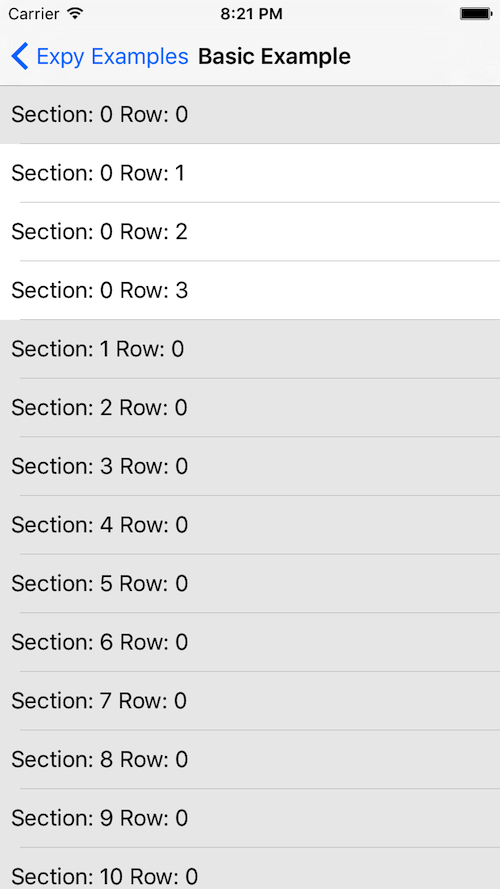 Carrier 8:21 PM
Expy Examples Basic Example
Section: 0 Row: 0
Section: 0 Row: 1
Section: 0 Row: 2
Section: 0 Row: 3
Section: 1 Row: 0
Section: 2 Row: 0
Section: 3 Row: 0
Section: 4 Row: 0
Section: 5 Row: 0
Section: 6 Row: 0
Section: 7 Row: 0
Section: 8 Row: 0
Section: 9 Row: 0
Section: 10 Row: 0